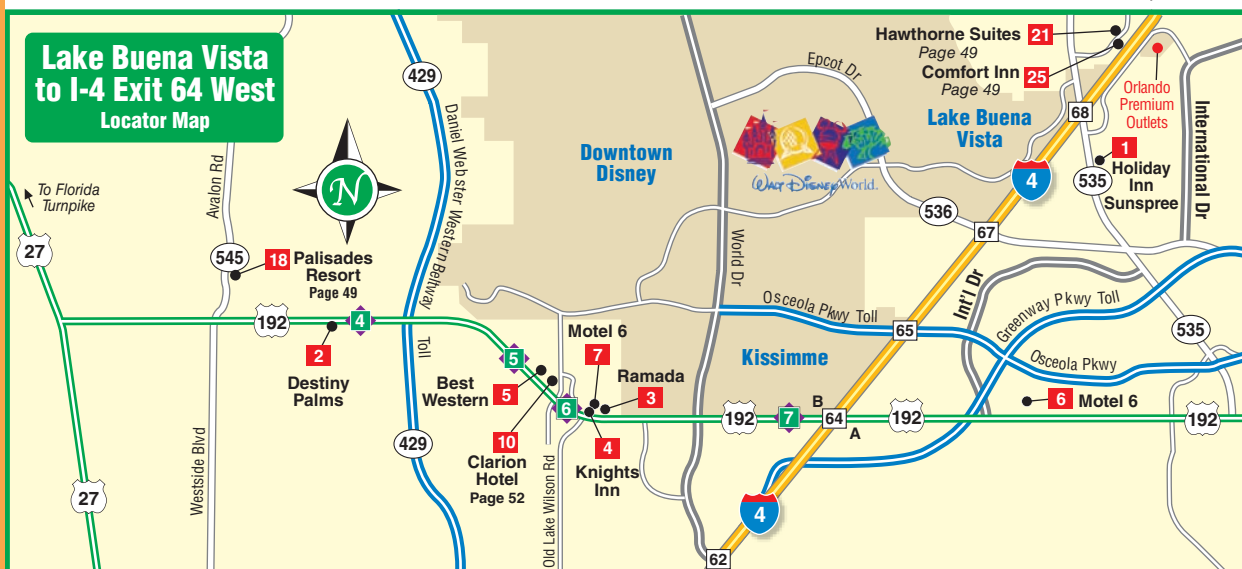 Lake Buena Vista
to I-4 Exit 64 West
Locator Map
Hawthorne Suites 21
Page 49
Comfort Inn 25
Page 49
Lake Buena
Vista
Orlando
Premium
Outlets
68
1
Holiday
Inn
Sunspree
535
International Dr
Epcot Dr
429
Daniel Webster Western Beltway
Toll
Downtown
Disney
WALT DISNEY World.
4
N
Avalon Rd
To Florida
Turnpike
27
545
18 Palisades
Resort
Page 49
536
67
World Dr
Int'l Dr
Greenway Pkwy Toll
Osceola Pkwy Toll
65
Osceola Pkwy
535
192
4
2
Destiny
Palms
5
Best
Western 5
Motel 6
7
Ramada
3
6
Kissimme
10
Clarion
Hotel
Page 52
4
Knights
Inn
192
7
B
64
A
192
6 Motel 6
192
429
Westside Blvd
27
Old Lake Wilson Rd
4
62